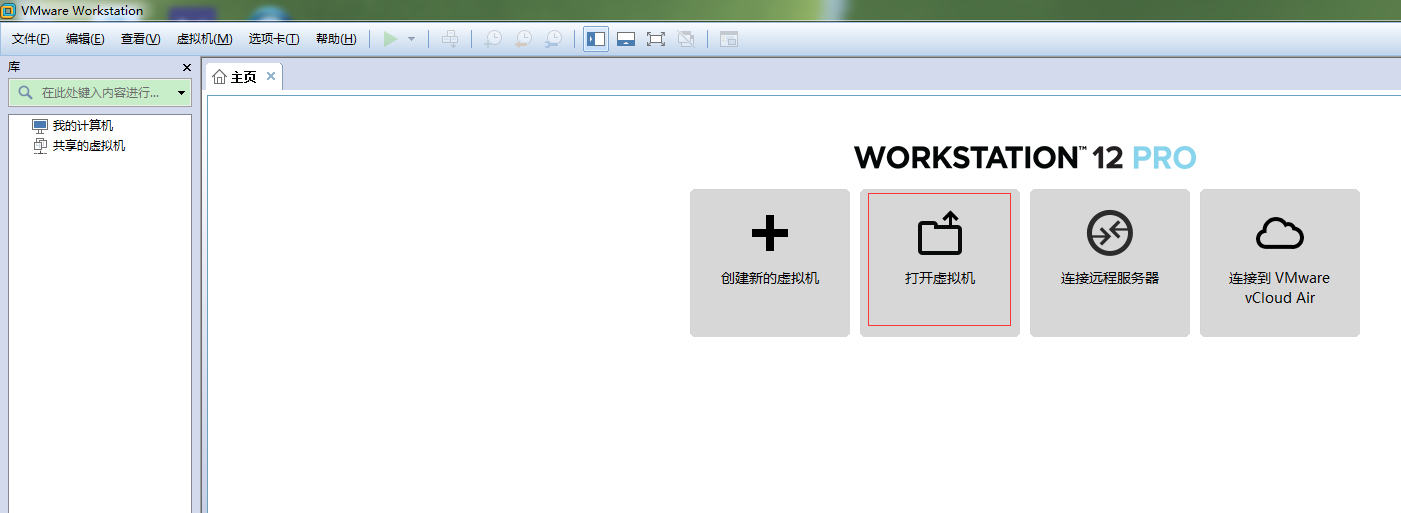 VMware Workstation
文件(F) 编辑(E) 查看(V) 虚拟机(M) 选项卡(T) 帮助(H)
库
在此处键入内容进行...
我的计算机
共享的虚拟机
主页
WORKSTATION™ 12 PRO
创建新的虚拟机
打开虚拟机
连接远程服务器
连接到 VMware
vCloud Air